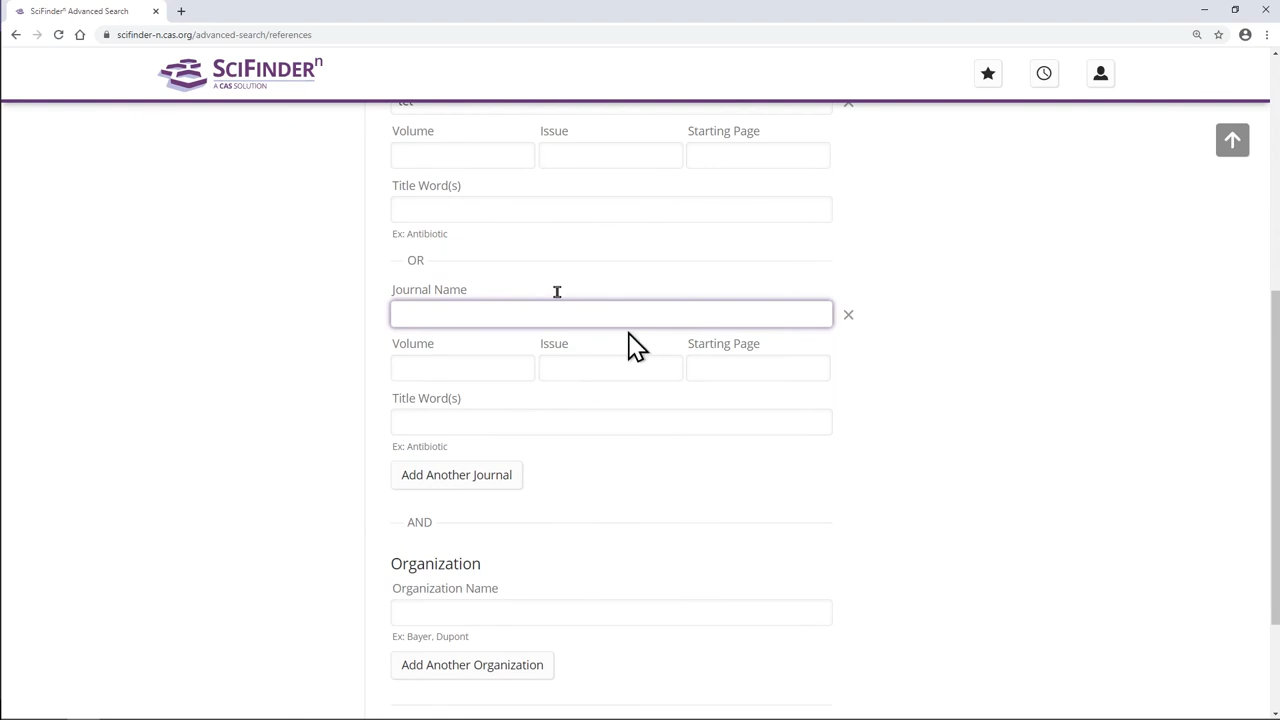 SciFinder Advanced Search
scifinder-n.cas.org/advanced-search/references
SCIFINDER n
A CAS SOLUTION
Volume Issue Starting Page
Title Word(s)
Ex: Antibiotic
OR
Journal Name
Volume Issue Starting Page
Title Word(s)
Ex: Antibiotic
Add Another Journal
AND
Organization
Organization Name
Ex: Bayer, Dupont
Add Another Organization